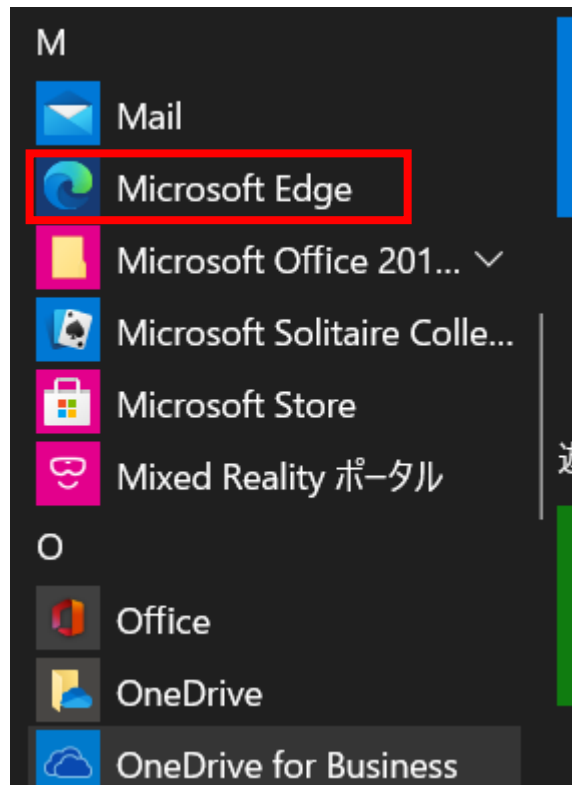 M
Mail
Microsoft Edge
Microsoft Office 201...
Microsoft Solitaire Colle...
Microsoft Store
Mixed Reality ポータル
O
Office
OneDrive
OneDrive for Business